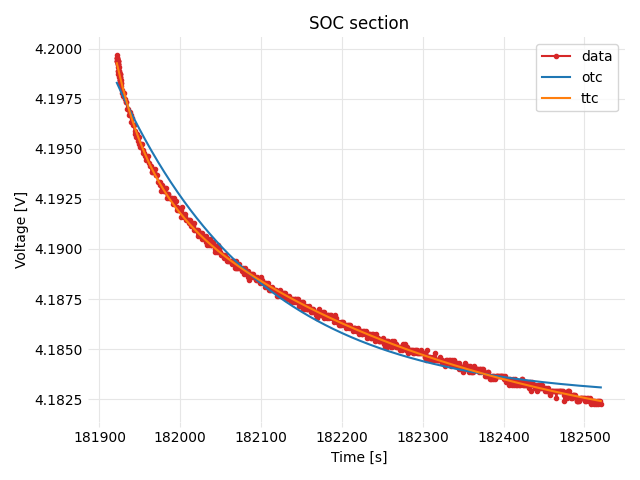 SOC section
4.2000
4.1975
4.1950
4.1925
4.1900
4.1875
4.1850
4.1825
Voltage [V]
data
otc
ttc
181900 182000 182100 182200 182300 182400 182500
Time [s]